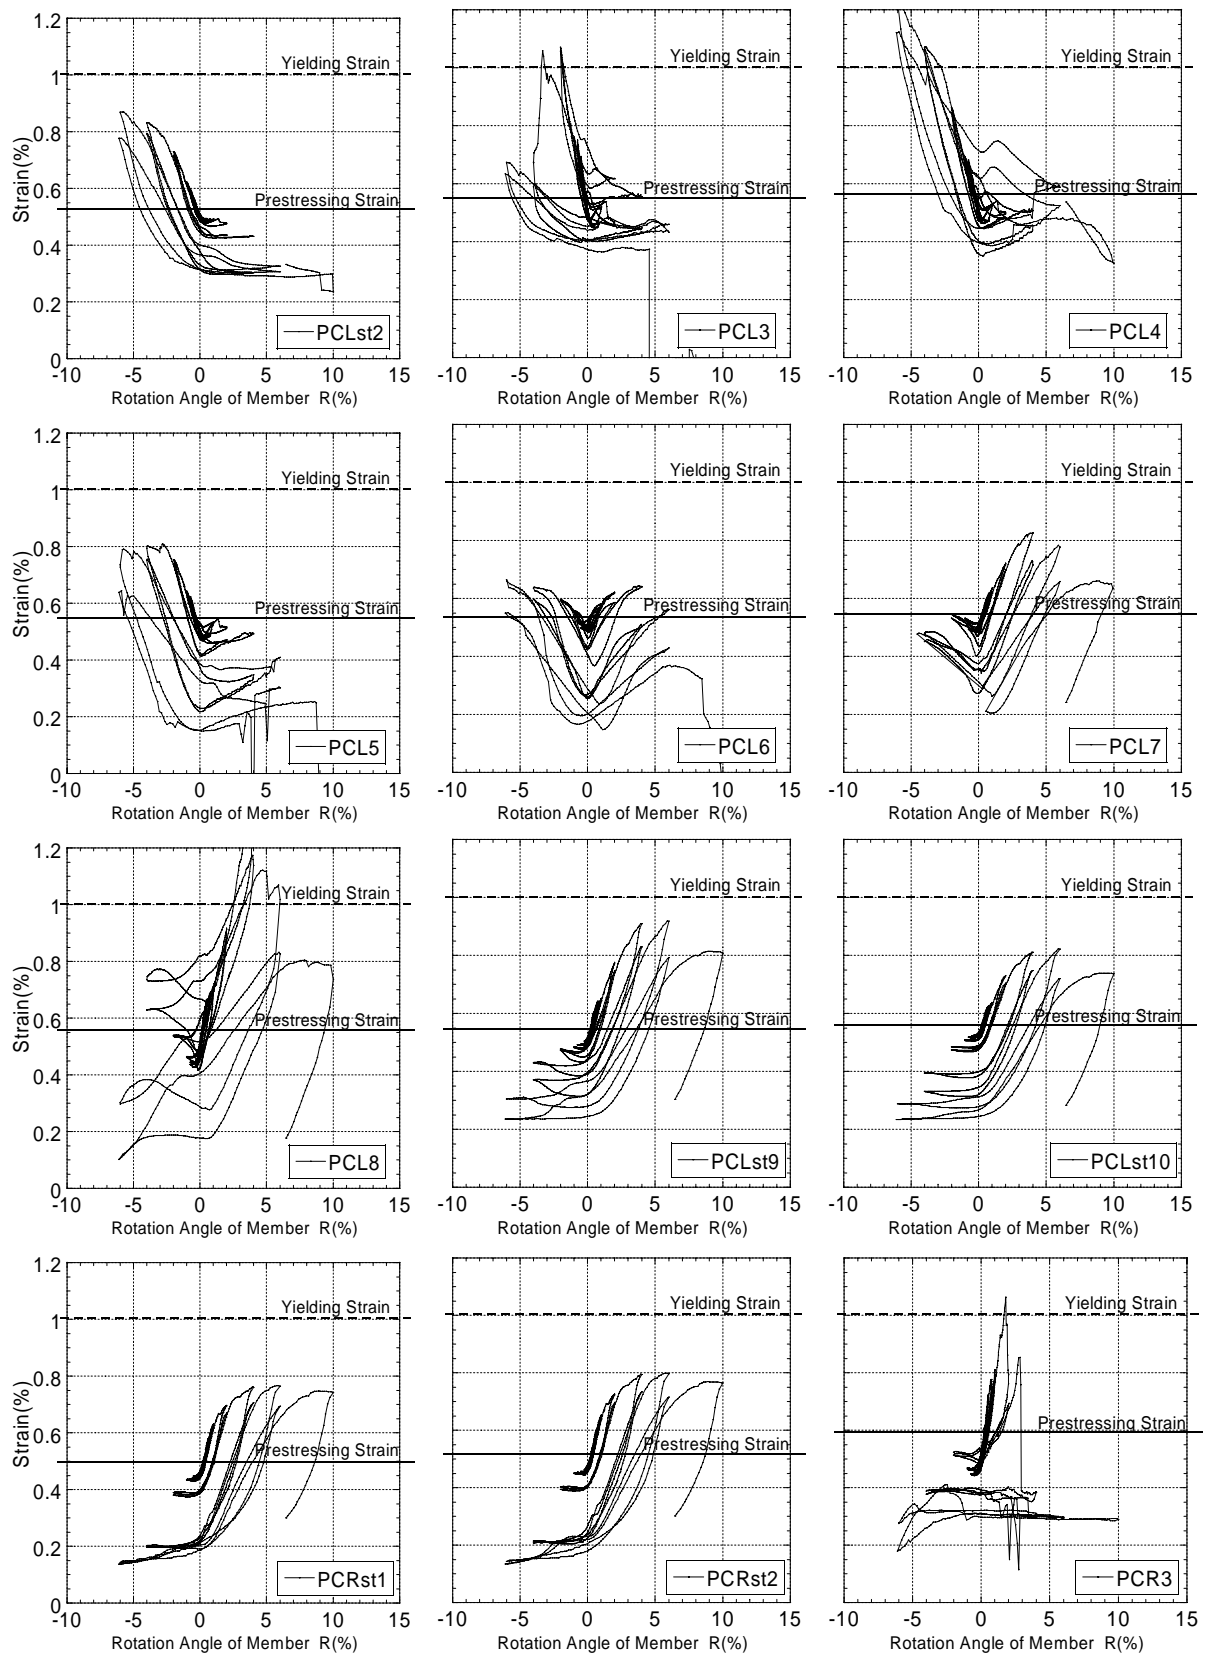 1.2
Yielding Strain Yielding Strain Yielding Strain
1
0.8
Strain(%)
0.6
Prestressing Strain Prestressing Strain Prestressing Strain
0.4
0.2
PCLst2 PCL3 PCL4
0
-10 -5 0 5 10 15 -10 -5 0 5 10 15 -10 -5 0 5 10 15
Rotation Angle of Member R(%) Rotation Angle of Member R(%) Rotation Angle of Member R(%)
1.2
Yielding Strain Yielding Strain Yielding Strain
1
0.8
Strain(%)
0.6
Prestressing Strain Prestressing Strain Prestressing Strain
0.4
0.2
PCL5 PCL6 PCL7
0
-10 -5 0 5 10 15 -10 -5 0 5 10 15 -10 -5 0 5 10 15
Rotation Angle of Member R(%) Rotation Angle of Member R(%) Rotation Angle of Member R(%)
1.2
Yielding Strain Yielding Strain Yielding Strain
1
0.8
Strain(%)
0.6
Prestressing Strain Prestressing Strain Prestressing Strain
0.4
0.2
PCL8 PCLst9 PCLst10
0
-10 -5 0 5 10 15 -10 -5 0 5 10 15 -10 -5 0 5 10 15
Rotation Angle of Member R(%) Rotation Angle of Member R(%) Rotation Angle of Member R(%)
1.2
Yielding Strain Yielding Strain Yielding Strain
1
0.8
Strain(%)
0.6
Prestressing Strain Prestressing Strain Prestressing Strain
0.4
0.2
PCRst1 PCRst2 PCR3
0
-10 -5 0 5 10 15 -10 -5 0 5 10 15 -10 -5 0 5 10 15
Rotation Angle of Member R(%) Rotation Angle of Member R(%) Rotation Angle of Member R(%)